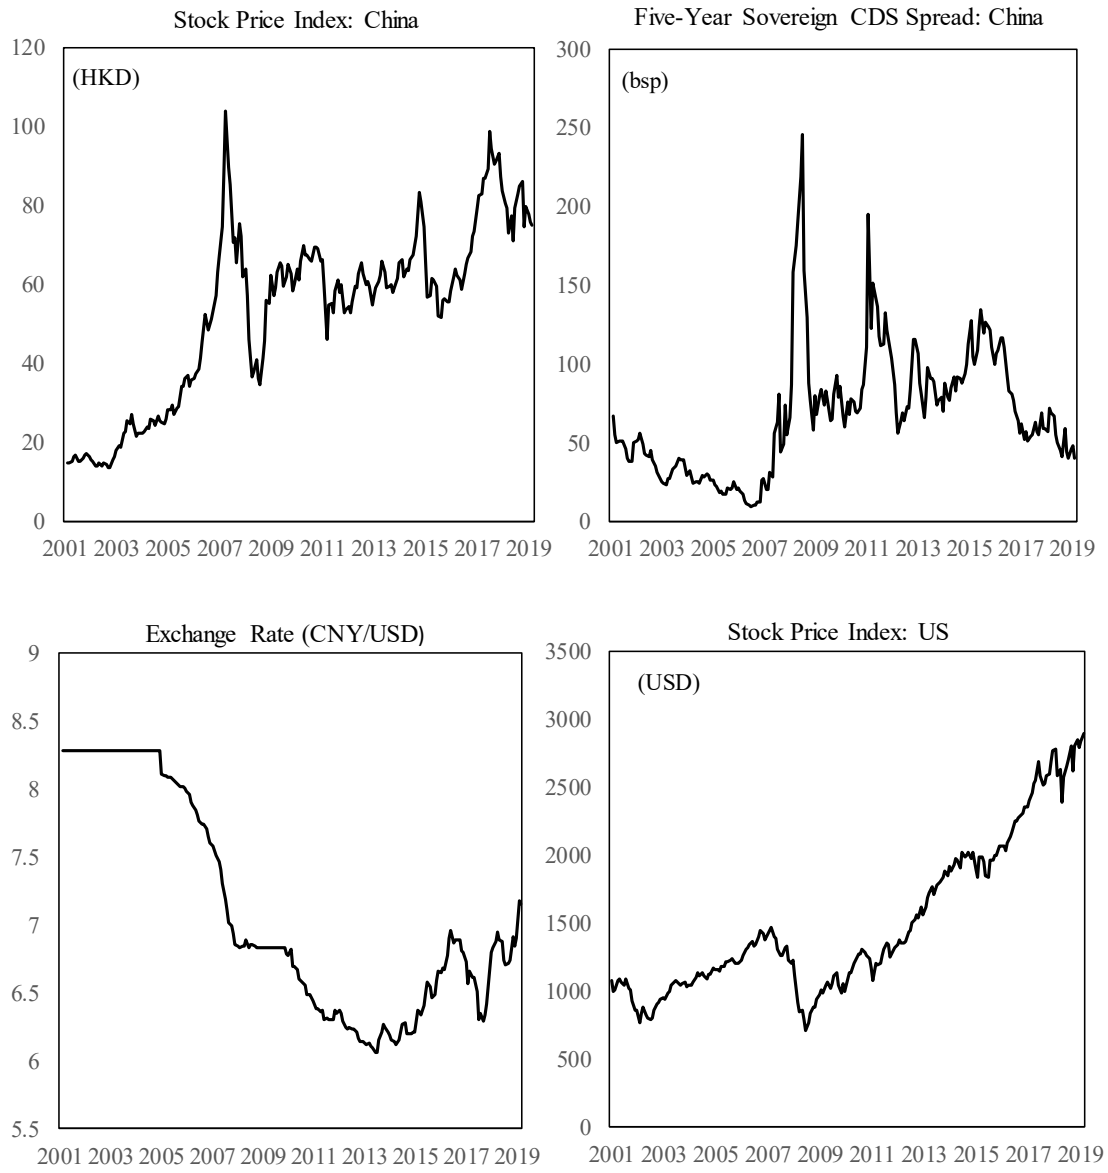 Stock Price Index: China
120
(HKD)
100
80
60
40
20
0
2001 2003 2005 2007 2009 2011 2013 2015 2017 2019
Five-Year Sovereign CDS Spread: China
300
(bsp)
250
200
150
100
50
0
2001 2003 2005 2007 2009 2011 2013 2015 2017 2019
Exchange Rate (CNY/USD)
9
8.5
8
7.5
7
6.5
6
5.5
2001 2003 2005 2007 2009 2011 2013 2015 2017 2019
Stock Price Index: US
3500
(USD)
3000
2500
2000
1500
1000
500
0
2001 2003 2005 2007 2009 2011 2013 2015 2017 2019